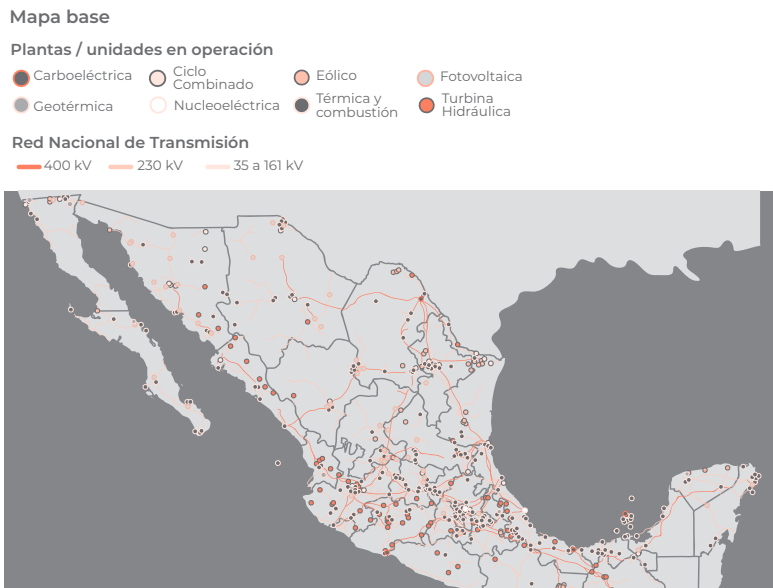 Mapa base
Plantas / unidades en operación
Carboeléctrica
Ciclo
Combinado
Eólico
Fotovoltaica
Geotérmica
Nucleoeléctrica
Térmica y
combustión
Turbina
Hidráulica
Red Nacional de Transmisión
400 kV
230 kV
35 a 161 kV